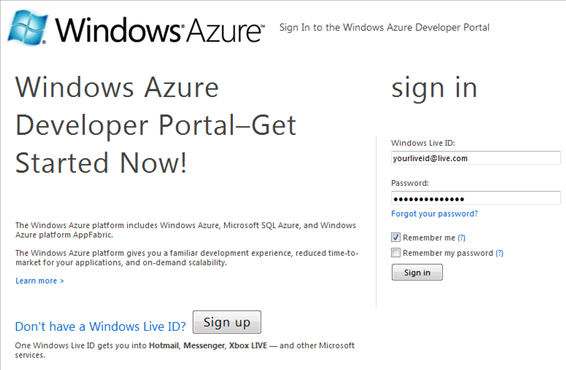 Windows Azure™ Sign In to the Windows Azure Developer Portal
Windows Azure
Developer Portal–Get
Started Now!
The Windows Azure platform includes Windows Azure, Microsoft SQL Azure, and Windows
Azure platform AppFabric.
The Windows Azure platform gives you a familiar development experience, reduced time-to-
market for your applications, and on-demand scalability.
Learn more >
Don't have a Windows Live ID? Sign up
One Windows Live ID gets you into Hotmail, Messenger, Xbox LIVE — and other Microsoft
services.
sign in
Windows Live ID:
yourliveid@live.com
Password:
••••••••••••••
Forgot your password?
Remember me (?)
Remember my password (?)
Sign in